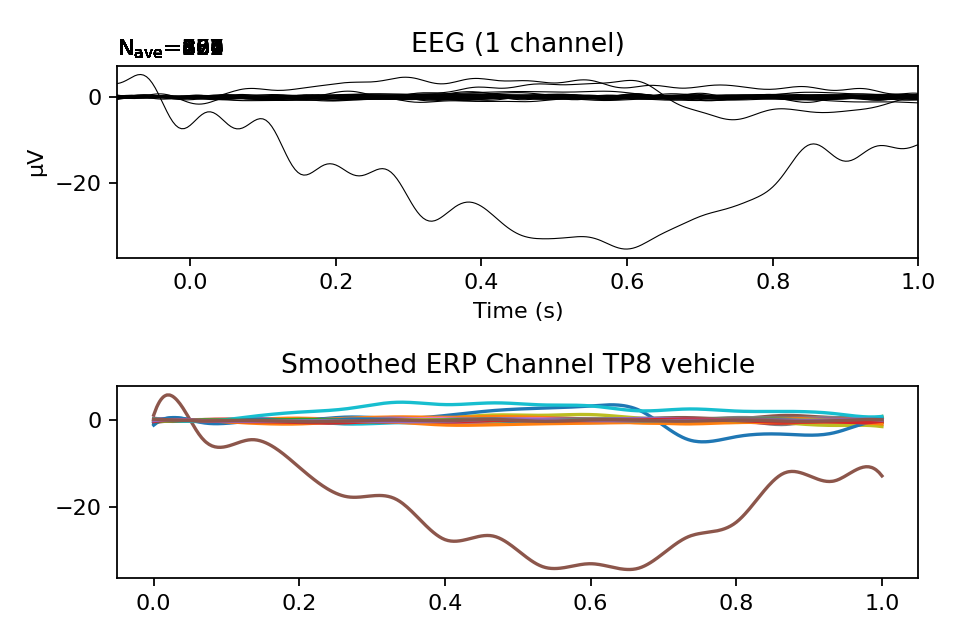 N_ave=
EEG (1 channel)
0
−20
µV
0.0 0.2 0.4 0.6 0.8 1.0
Time (s)
Smoothed ERP Channel TP8 vehicle
0
−20
0.0 0.2 0.4 0.6 0.8 1.0